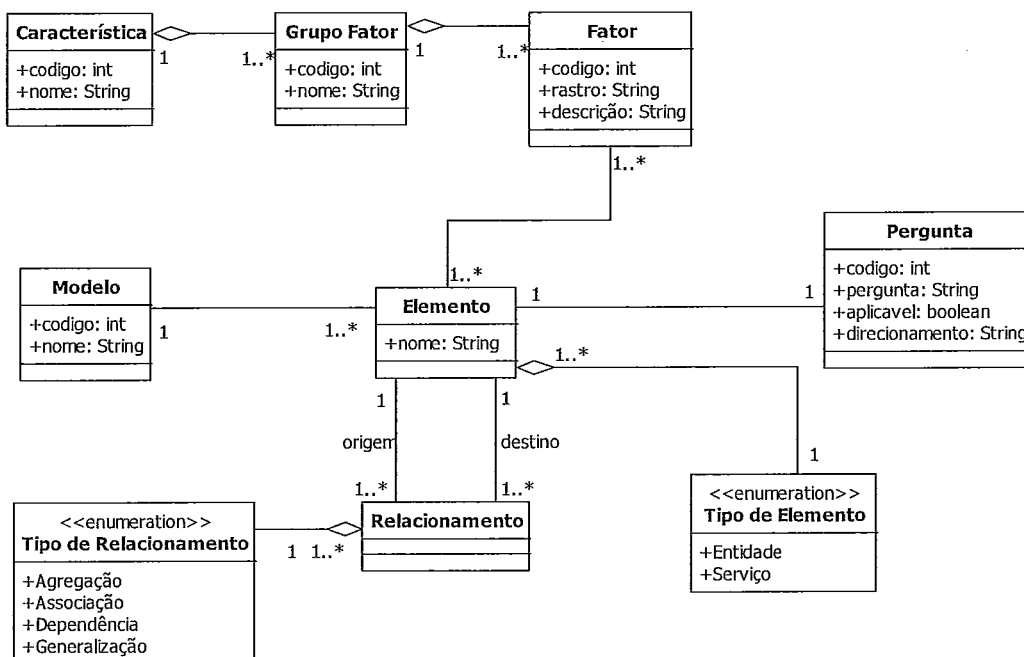 Característica
+codigo: int
+nome: String
1
1..*
Grupo Fator
+codigo: int
+nome: String
1
1..*
Fator
+codigo: int
+rastro: String
+descrição: String
1..*
1..*
Modelo
+codigo: int
+nome: String
1
1..*
Elemento
+nome: String
1
1
Pergunta
+codigo: int
+pergunta: String
+aplicavel: boolean
+direcionamento: String
1..*
1
1
1
origem
destino
1..*
1..*
<<enumeration>>
Tipo de Elemento
+Entidade
+Serviço
Relacionamento
1
1..*
<<enumeration>>
Tipo de Relacionamento
+Agregação
+Associação
+Dependência
+Generalização